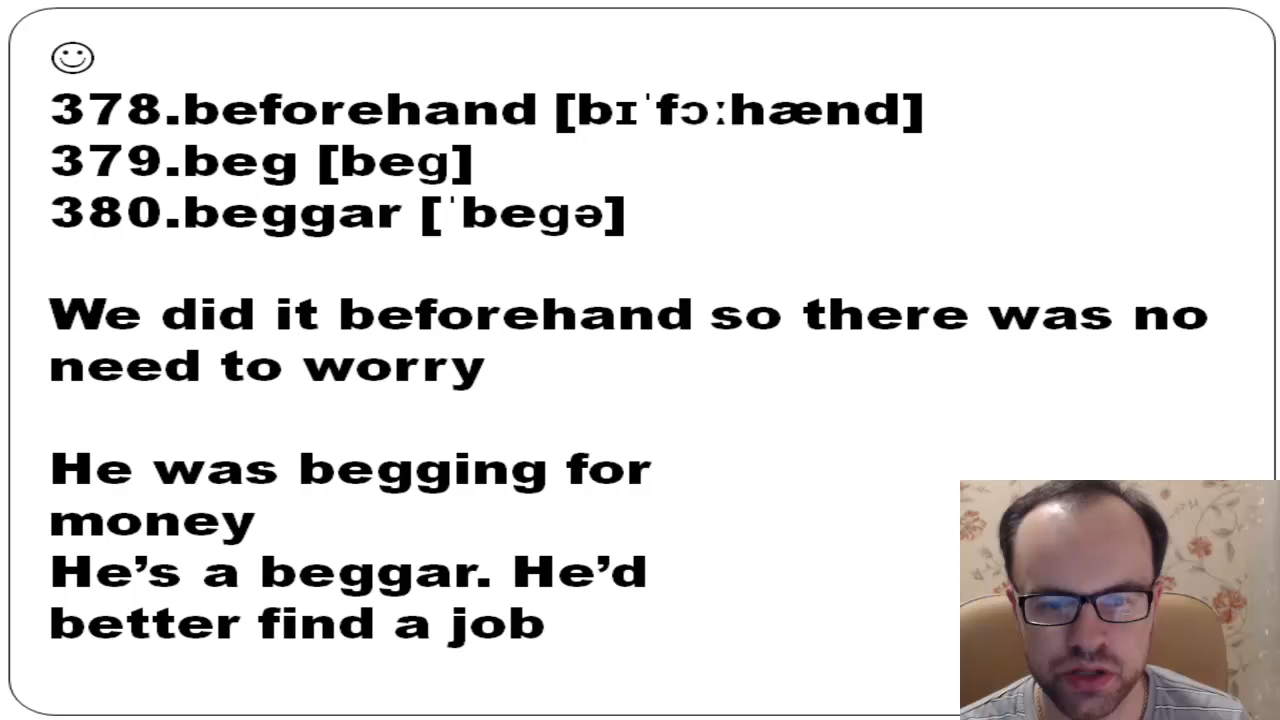 378.beforehand [bɪˈfɔːhænd]
379.beg [beg]
380.beggar [ˈbegə]
We did it beforehand so there was no
need to worry
He was begging for
money
He’s a beggar. He’d
better find a job